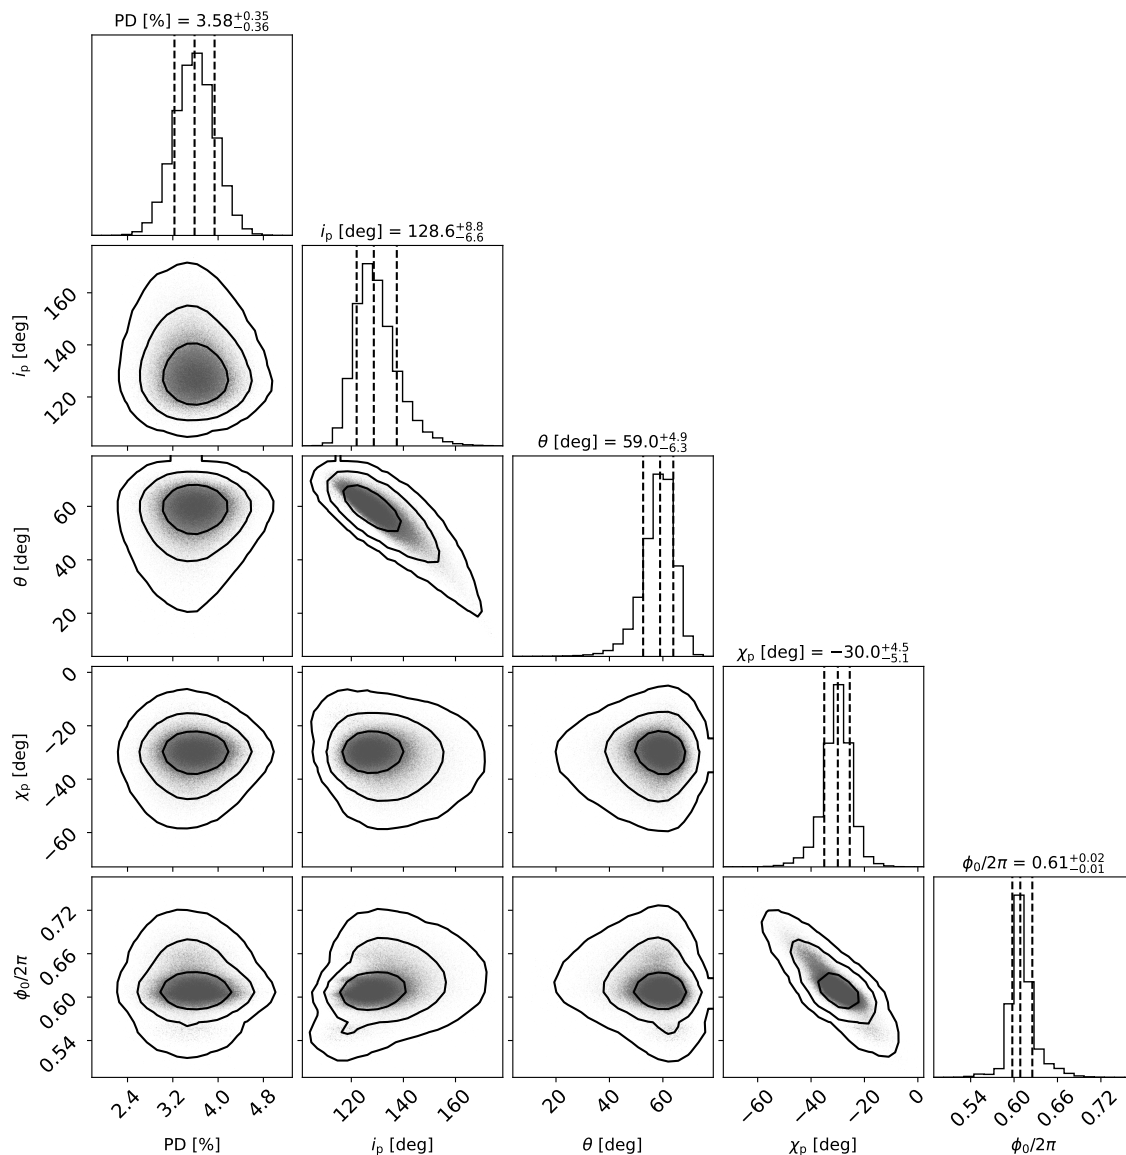 PD [%] = 3.58+0.35 −0.36
iₚ [deg] = 128.6+8.8 −6.6
160
140
120
iₚ [deg]
θ [deg] = 59.0+4.9 −6.3
60
40
20
θ [deg]
χₚ [deg] = −30.0+4.5 −5.1
0
−20
−40
−60
χₚ [deg]
ϕ₀/2π = 0.61+0.02 −0.01
0.72
0.66
0.60
0.54
ϕ₀/2π
2.4 3.2 4.0 4.8 120 140 160 20 40 60 −60 −40 −20 0 0.54 0.60 0.66 0.72
PD [%] iₚ [deg] θ [deg] χₚ [deg] ϕ₀/2π